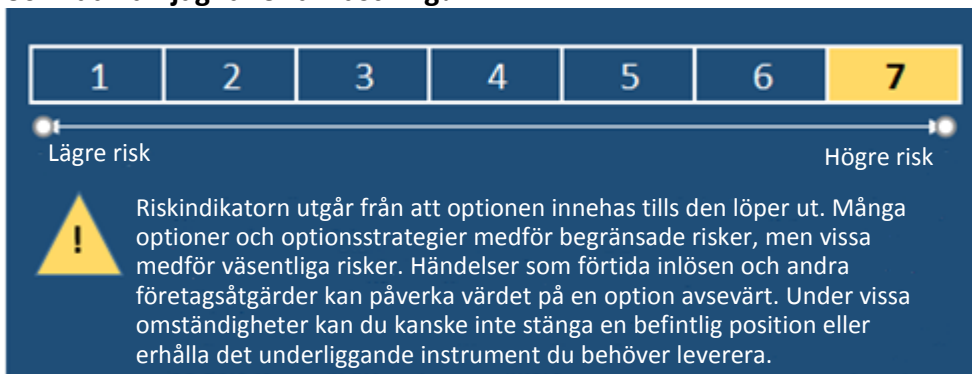 1 2 3 4 5 6 7
Lägre risk Högre risk
Riskindikatorn utgår från att optionen innehas tills den löper ut. Många
! optioner och optionsstrategier medför begränsade risker, men vissa
medför väsentliga risker. Händelser som förtida inlösen och andra
företagsåtgärder kan påverka värdet på en option avsevärt. Under vissa
omständigheter kan du kanske inte stänga en befintlig position eller
erhålla det underliggande instrument du behöver leverera.